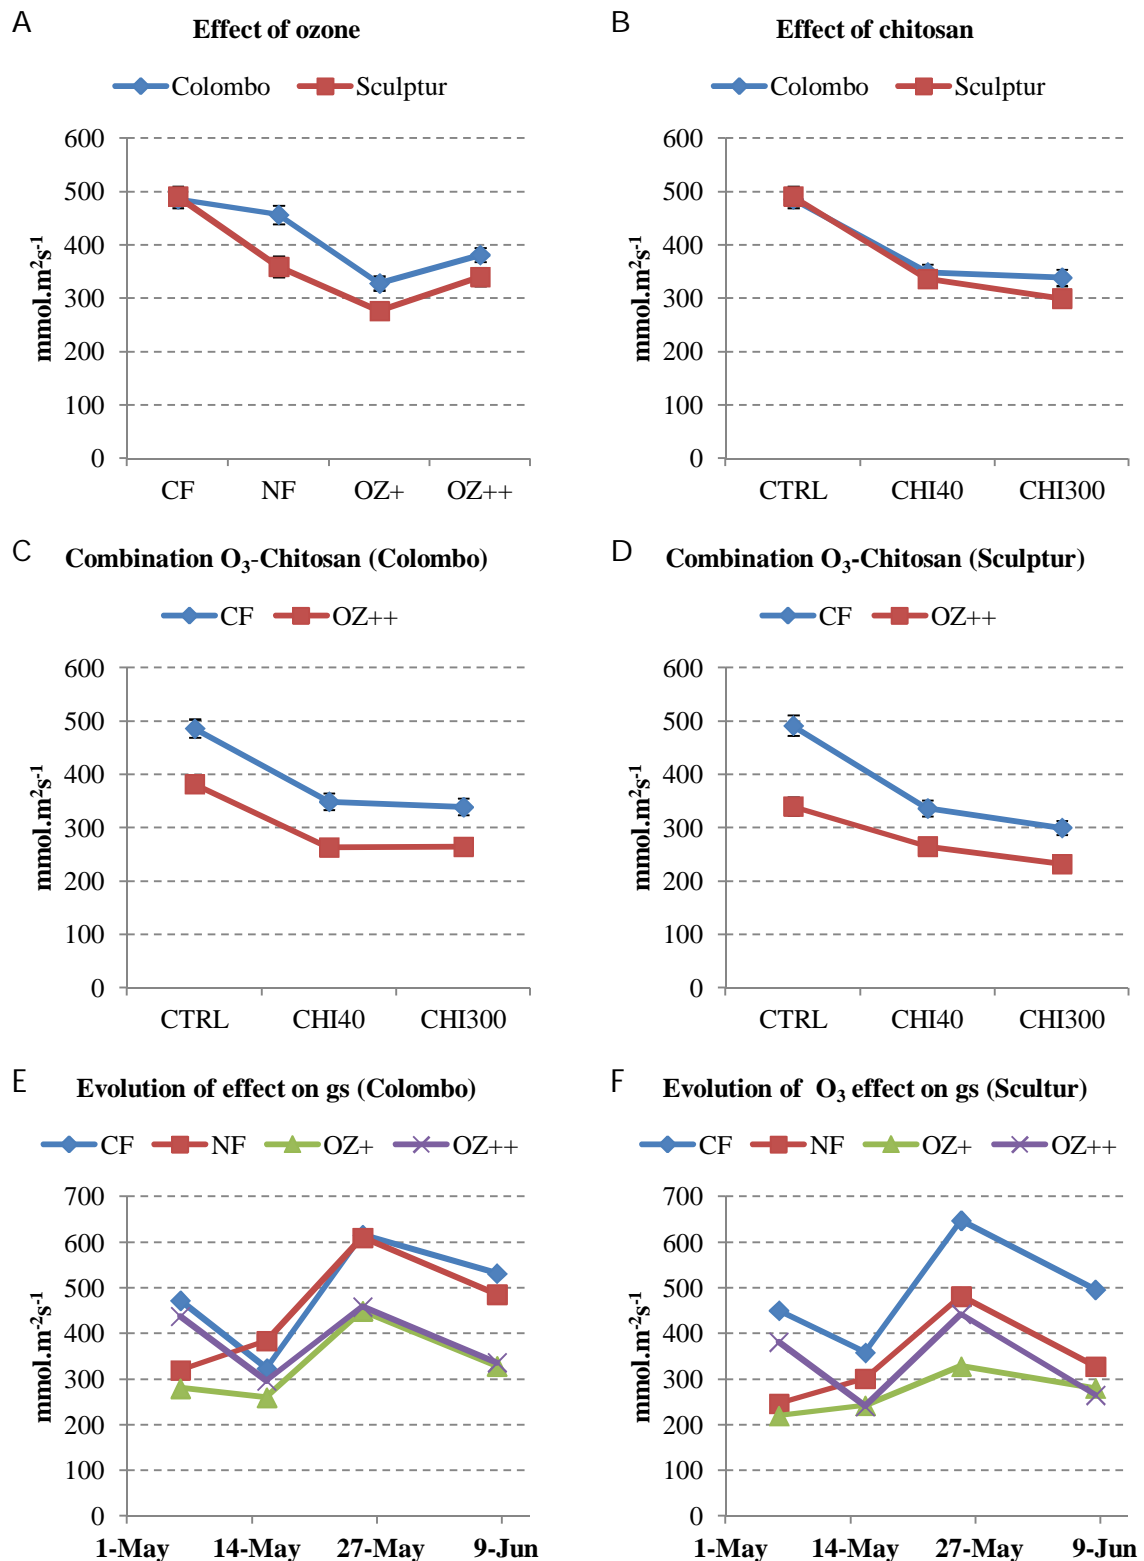 A
Effect of ozone
Colombo Sculptur
600
500
400
300
200
100
0
mmol.m²s⁻¹
CF NF OZ+ OZ++
B
Effect of chitosan
Colombo Sculptur
600
500
400
300
200
100
0
mmol.m²s⁻¹
CTRL CHI40 CHI300
C
Combination O₃-Chitosan (Colombo)
CF OZ++
600
500
400
300
200
100
0
mmol.m²s⁻¹
CTRL CHI40 CHI300
D
Combination O₃-Chitosan (Sculptur)
CF OZ++
600
500
400
300
200
100
0
mmol.m²s⁻¹
CTRL CHI40 CHI300
E
Evolution of effect on gs (Colombo)
CF NF OZ+ OZ++
700
600
500
400
300
200
100
0
mmol.m⁻²s⁻¹
1-May 14-May 27-May 9-Jun
F
Evolution of O₃ effect on gs (Scultur)
CF NF OZ+ OZ++
700
600
500
400
300
200
100
0
mmol.m⁻²s⁻¹
1-May 14-May 27-May 9-Jun